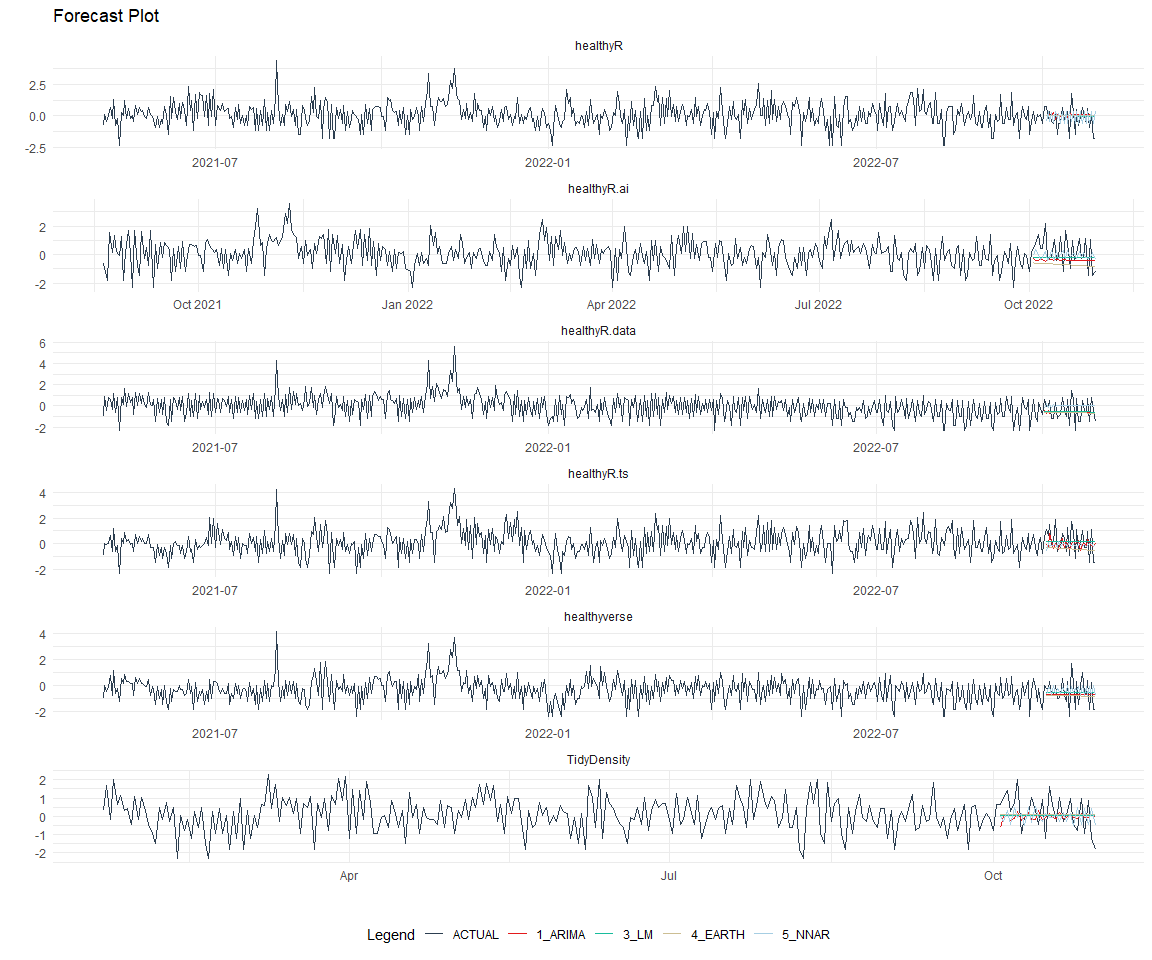 Forecast Plot
healthyR
2.5
0.0
-2.5
2021-07 2022-01 2022-07
healthyR.ai
2
0
-2
Oct 2021 Jan 2022 Apr 2022 Jul 2022 Oct 2022
healthyR.data
6
4
2
0
-2
2021-07 2022-01 2022-07
healthyR.ts
4
2
0
-2
2021-07 2022-01 2022-07
healthyverse
4
2
0
-2
2021-07 2022-01 2022-07
TidyDensity
2
1
0
-1
-2
Apr Jul Oct
Legend ACTUAL 1_ARIMA 3_LM 4_EARTH 5_NNAR